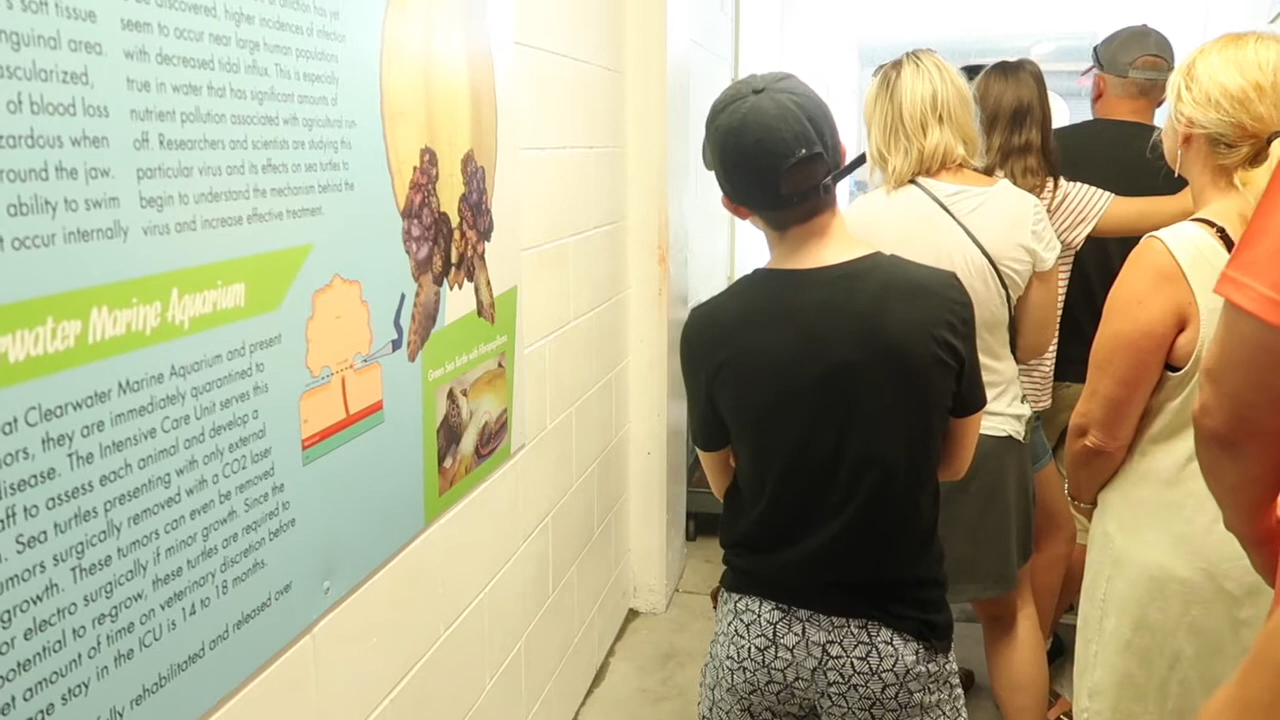 's soft tissue
nguinal area.
ascularized,
of blood loss
zardous when
round the jaw.
ability to swim
t occur internally
discovered, higher incidences of infection
seem to occur near large human populations
with decreased tidal influx. This is especially
true in water that has significant amounts of
nutrient pollution associated with agricultural run-
off. Researchers and scientists are studying this
particular virus and its effects on sea turtles to
begin to understand the mechanism behind the
virus and increase effective treatment.
rwater Marine Aquarium
at Clearwater Marine Aquarium and present
ors, they are immediately quarantined to
disease. The Intensive Care Unit serves this
aff to assess each animal and develop a
. Sea turtles presenting with only external
umors surgically removed with a CO2 laser
growth. These tumors can even be removed
or electro surgically if minor growth. Since the
potential to re-grow, these turtles are required to
et amount of time on veterinary discretion before
age stay in the ICU is 14 to 18 months.
fully rehabilitated and released over
Green Sea Turtle with Fibropapilloma